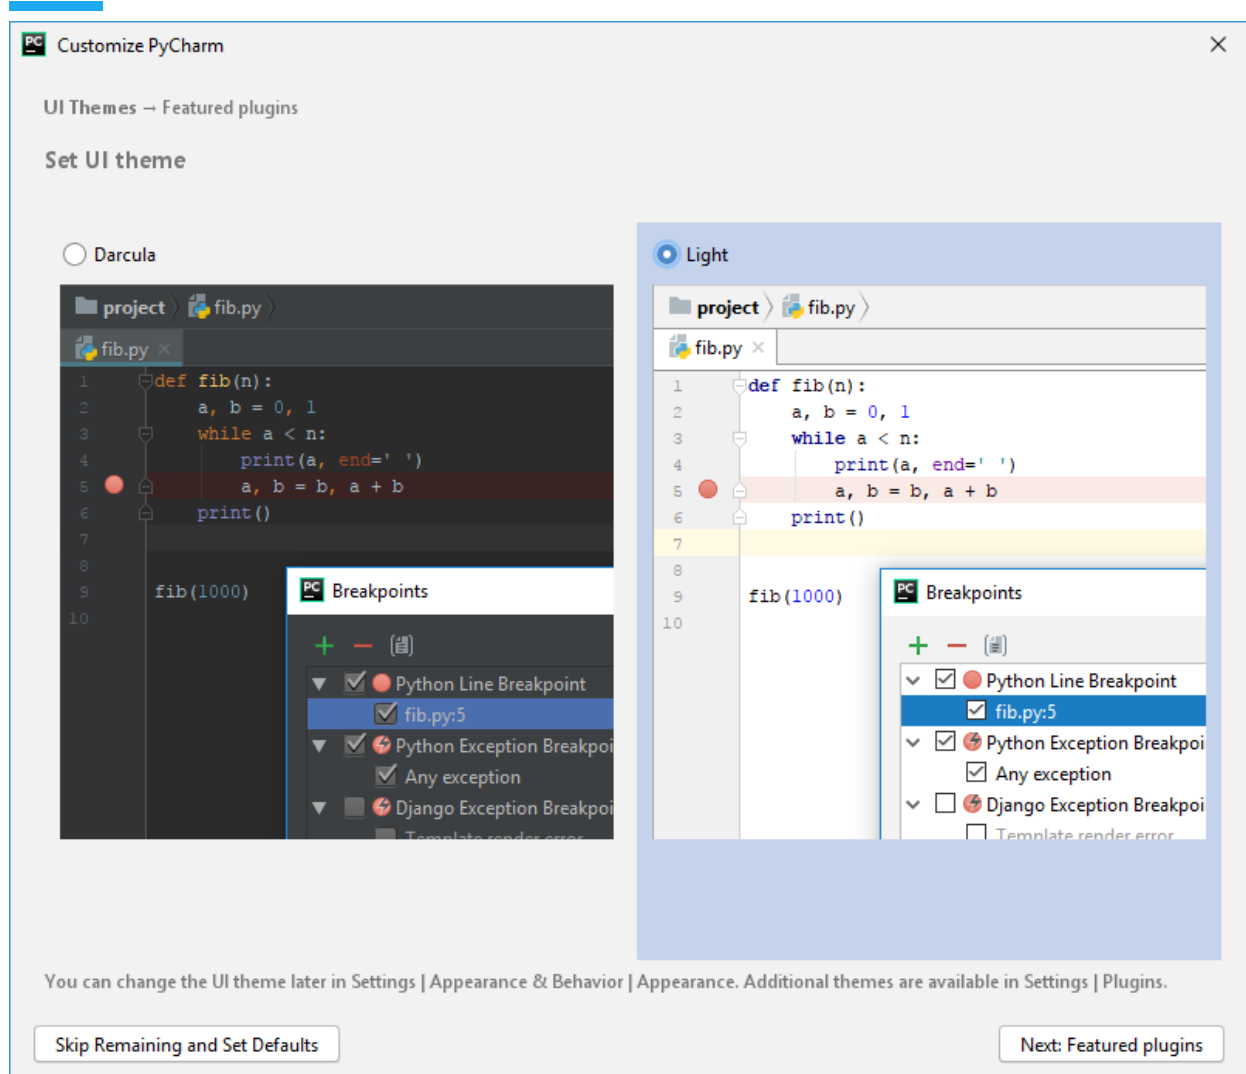 PC Customize PyCharm
UI Themes → Featured plugins
Set UI theme
Darcula
project fib.py
fib.py
1 def fib(n):
2 a, b = 0, 1
3 while a < n:
4 print(a, end=' ')
5 a, b = b, a + b
6 print()
7
8
9 fib(1000)
10
PC Breakpoints
Python Line Breakpoint
fib.py:5
Python Exception Breakpoi
Any exception
Django Exception Breakpoi
Template render error
Light
project fib.py
fib.py
1 def fib(n):
2 a, b = 0, 1
3 while a < n:
4 print(a, end=' ')
5 a, b = b, a + b
6 print()
7
8
9 fib(1000)
10
PC Breakpoints
Python Line Breakpoint
fib.py:5
Python Exception Breakpoi
Any exception
Django Exception Breakpoi
Template render error
You can change the UI theme later in Settings | Appearance & Behavior | Appearance. Additional themes are available in Settings | Plugins.
Skip Remaining and Set Defaults
Next: Featured plugins